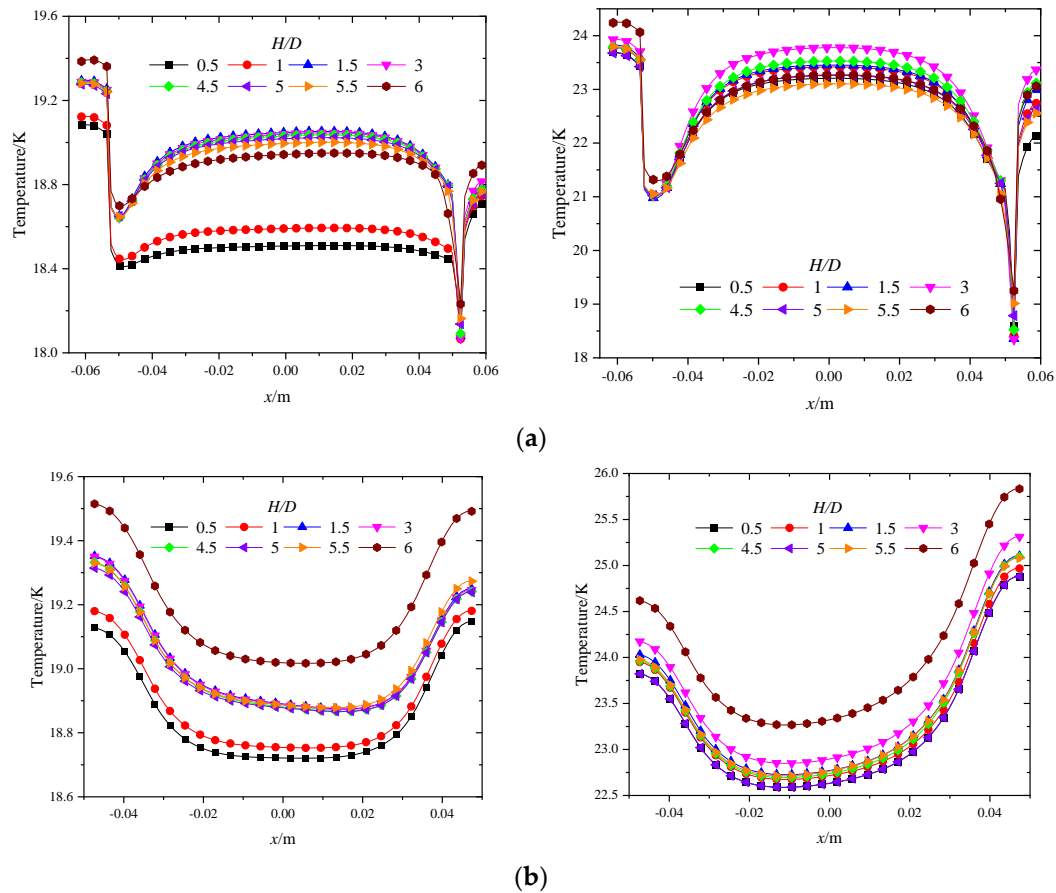 19.6
19.2
18.8
18.4
18.0
Temperature/K
H/D
0.5 1 1.5 3
4.5 5 5.5 6
-0.06 -0.04 -0.02 0.00 0.02 0.04 0.06
x/m
24
23
22
21
20
19
18
Temperature/K
H/D
0.5 1 1.5 3
4.5 5 5.5 6
-0.06 -0.04 -0.02 0.00 0.02 0.04 0.06
x/m
(a)
19.6
19.4
19.2
19.0
18.8
18.6
Temperature/K
H/D
0.5 1 1.5 3
4.5 5 5.5 6
-0.04 -0.02 0.00 0.02 0.04
x/m
26.0
25.5
25.0
24.5
24.0
23.5
23.0
22.5
Temperature/K
H/D
0.5 1 1.5 3
4.5 5 5.5 6
-0.04 -0.02 0.00 0.02 0.04
x/m
(b)